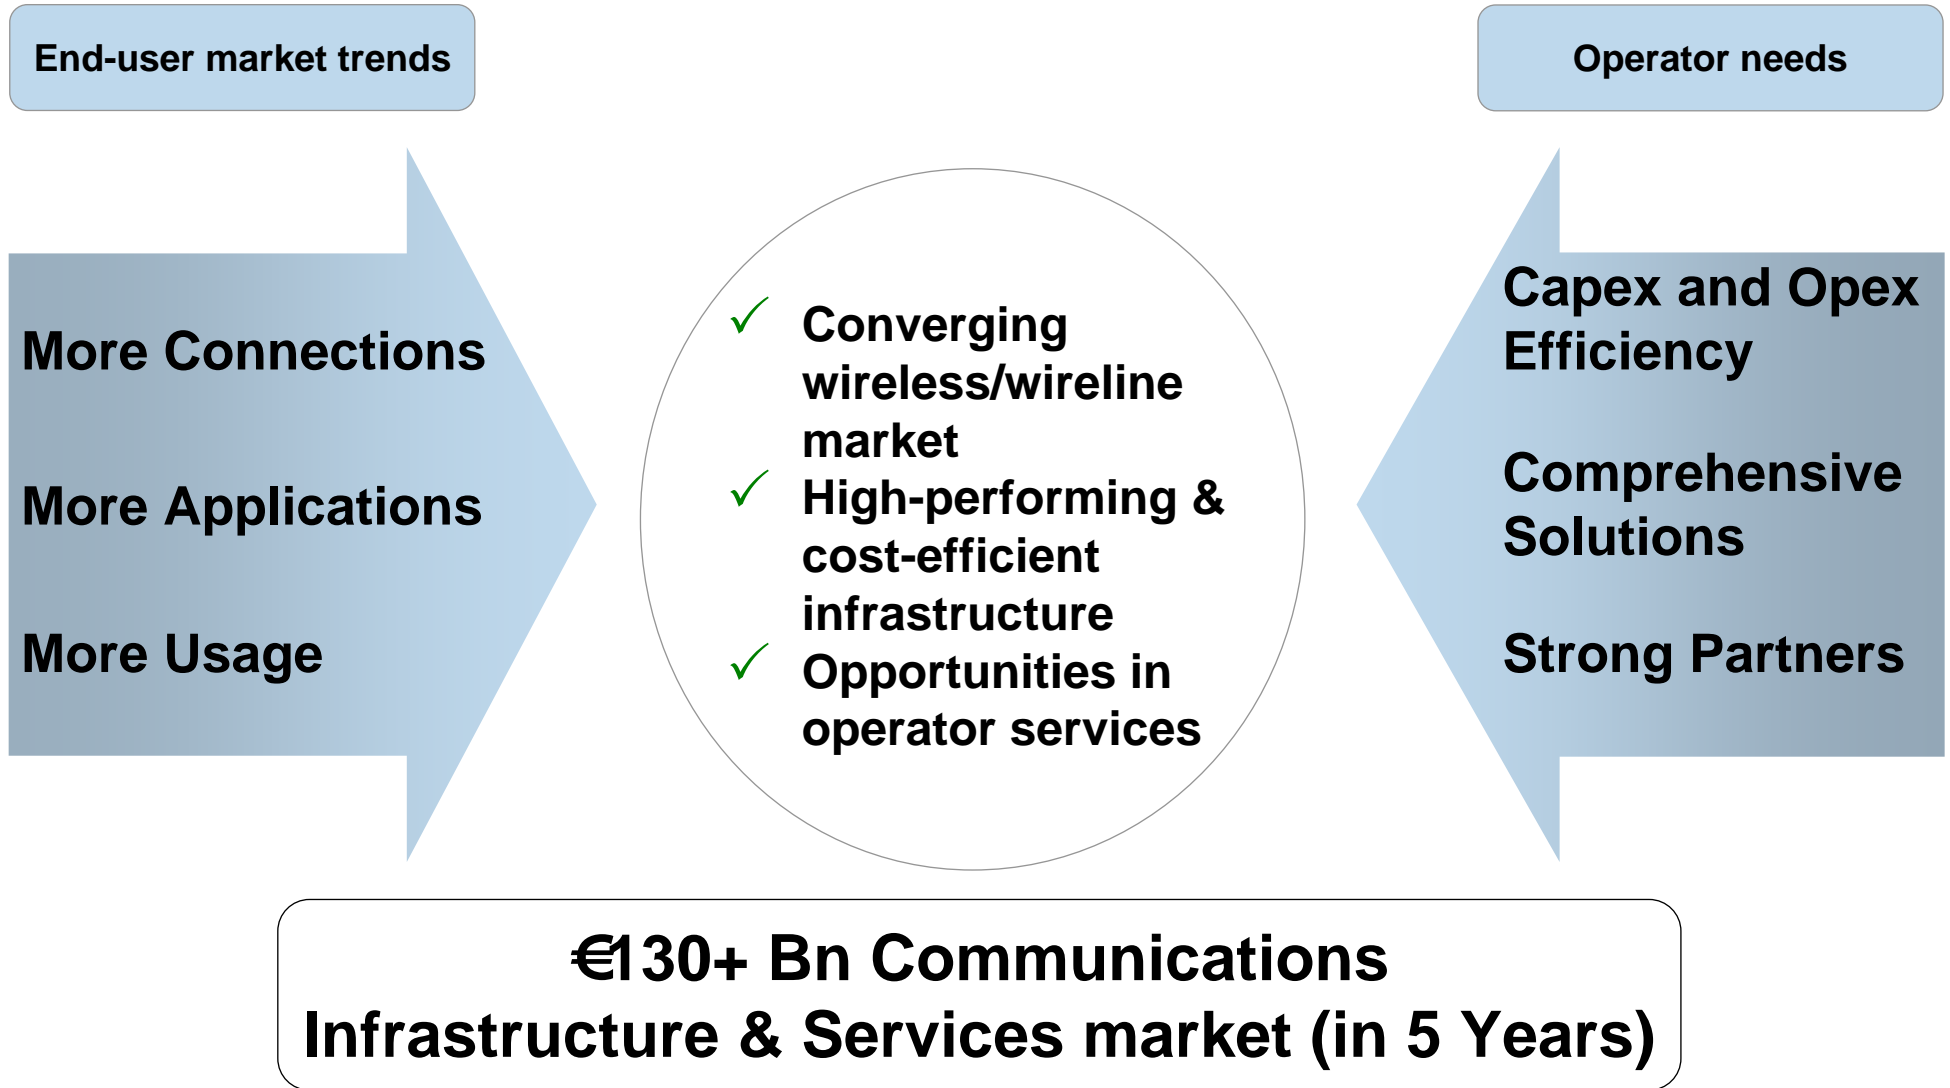 End-user market trends
Operator needs
More Connections
More Applications
More Usage
✓ Converging
wireless/wireline
market
✓ High-performing &
cost-efficient
infrastructure
✓ Opportunities in
operator services
Capex and Opex
Efficiency
Comprehensive
Solutions
Strong Partners
€130+ Bn Communications
Infrastructure & Services market (in 5 Years)